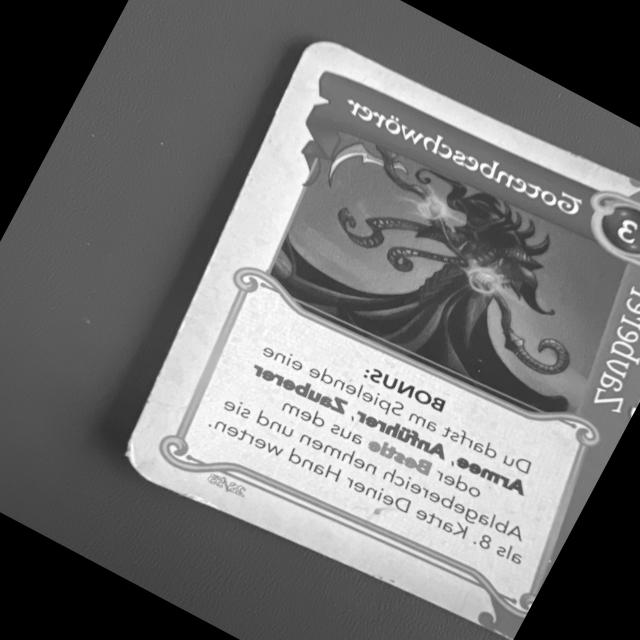 Totenbeschwörer
3
Zauberer
BONUS:
Du darfst am Spielende eine
Armee, Anführer, Zauberer
oder Bestie aus dem
Ablagebereich nehmen und sie
als 8. Karte Deiner Hand werten.